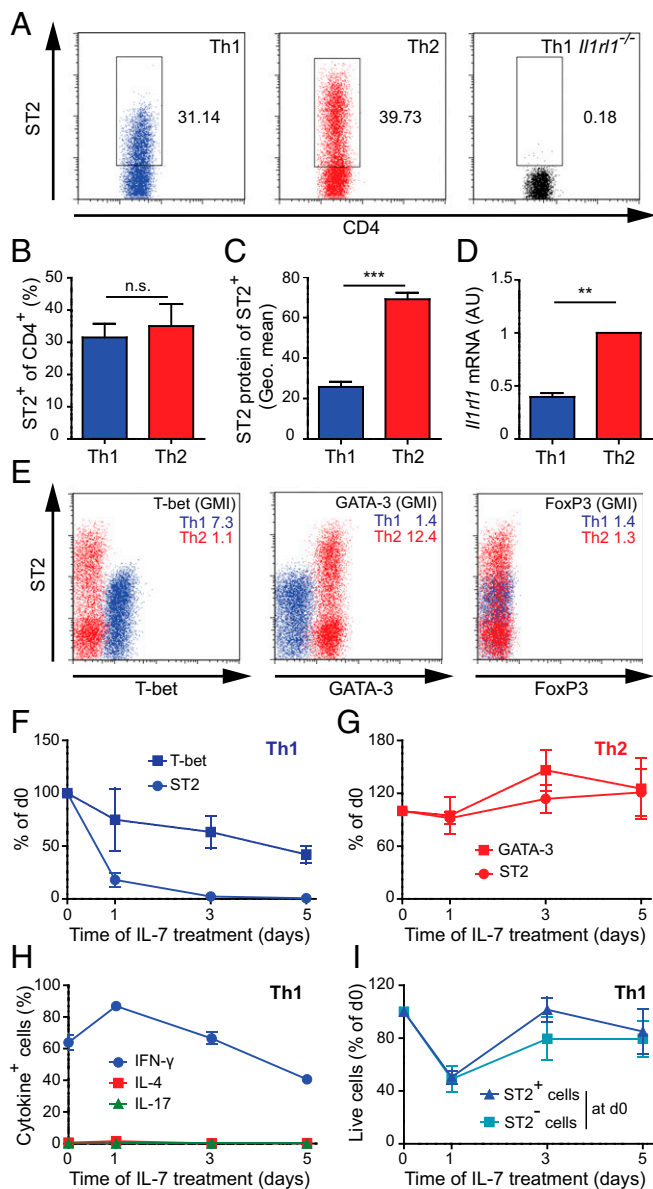 A
Th1
Th2
Th1 Il1rl1-/-
ST2
31.14
39.73
0.18
CD4
B
C
D
ST2+ of CD4+ (%)
50
40
30
20
10
0
n.s.
Th1
Th2
ST2 protein of ST2+
(Geo. mean)
80
60
40
20
0
***
Th1
Th2
Il1rl1 mRNA (AU)
1.5
1
0.5
0
**
Th1
Th2
E
ST2
T-bet (GMI)
Th1 7.3
Th2 1.1
GATA-3 (GMI)
Th1 1.4
Th2 12.4
FoxP3 (GMI)
Th1 1.4
Th2 1.3
T-bet
GATA-3
FoxP3
F
Th1
% of d0
150
100
50
0
T-bet
ST2
0
1
3
5
Time of IL-7 treatment (days)
G
Th2
% of d0
180
120
60
0
GATA-3
ST2
0
1
3
5
Time of IL-7 treatment (days)
H
Th1
Cytokine+ cells (%)
100
80
60
40
20
0
IFN-γ
IL-4
IL-17
0
1
3
5
Time of IL-7 treatment (days)
I
Th1
Live cells (% of d0)
120
80
40
0
ST2+ cells
ST2- cells
at d0
0
1
3
5
Time of IL-7 treatment (days)